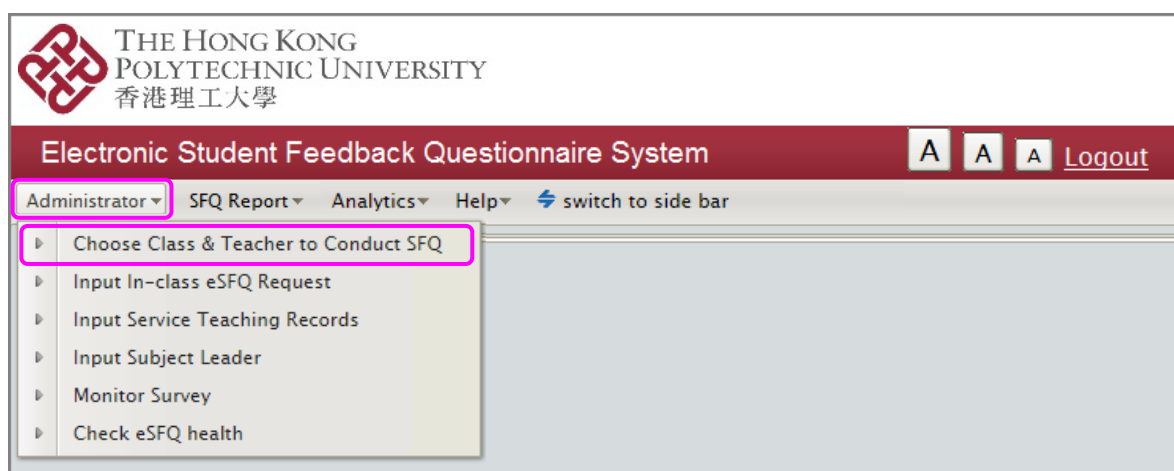 THE HONG KONG
POLYTECHNIC UNIVERSITY
香港理工大學
Electronic Student Feedback Questionnaire System A A A Logout
Administrator SFQ Report Analytics Help switch to side bar
Choose Class & Teacher to Conduct SFQ
Input In-class eSFQ Request
Input Service Teaching Records
Input Subject Leader
Monitor Survey
Check eSFQ health